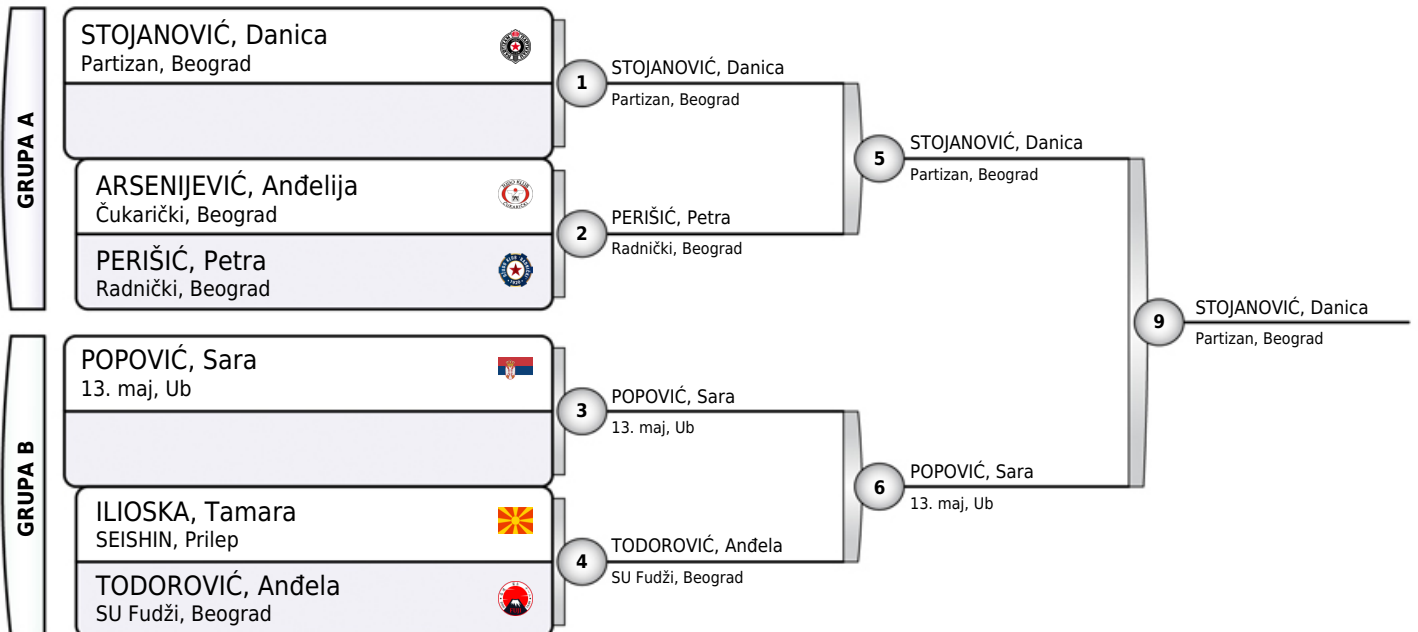 GRUPA A
STOJANOVIĆ, Danica
Partizan, Beograd
ARSENIJEVIĆ, Anđelija
Čukarički, Beograd
PERIŠIĆ, Petra
Radnički, Beograd
1
STOJANOVIĆ, Danica
Partizan, Beograd
2
PERIŠIĆ, Petra
Radnički, Beograd
5
STOJANOVIĆ, Danica
Partizan, Beograd
GRUPA B
POPOVIĆ, Sara
13. maj, Ub
ILIOSKA, Tamara
SEISHIN, Prilep
TODOROVIĆ, Anđela
SU Fudži, Beograd
3
POPOVIĆ, Sara
13. maj, Ub
4
TODOROVIĆ, Anđela
SU Fudži, Beograd
6
POPOVIĆ, Sara
13. maj, Ub
9
STOJANOVIĆ, Danica
Partizan, Beograd